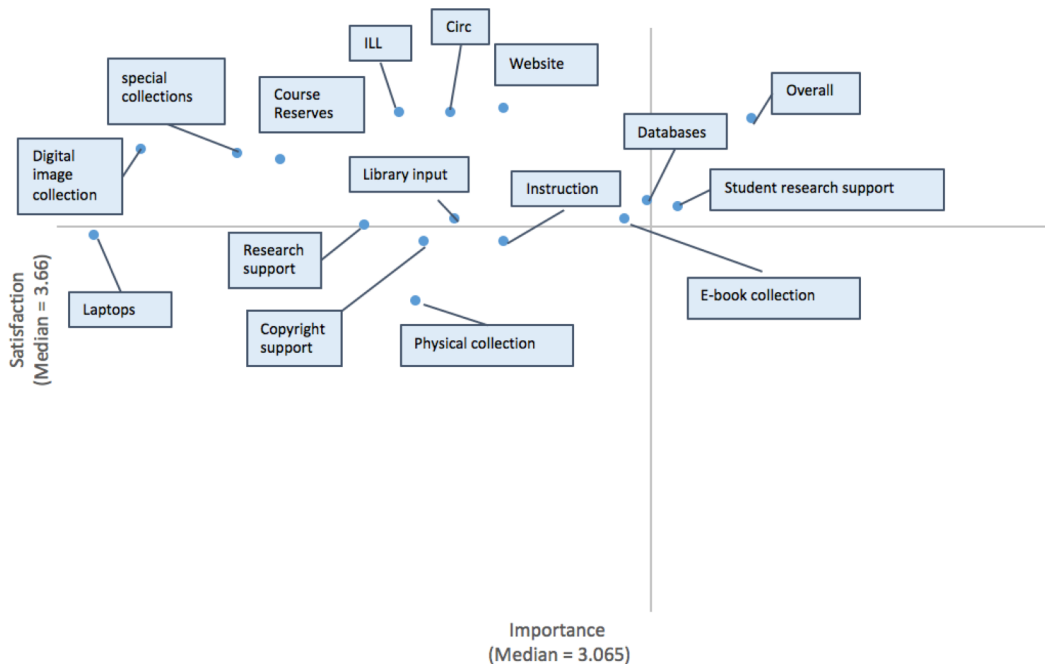 Circ
ILL
Website
special
collections
Course
Reserves
Overall
Databases
Digital
image
collection
Library input
Instruction
Student research support
Research
support
Laptops
E-book collection
Copyright
support
Physical collection
Satisfaction
(Median = 3.66)
Importance
(Median = 3.065)